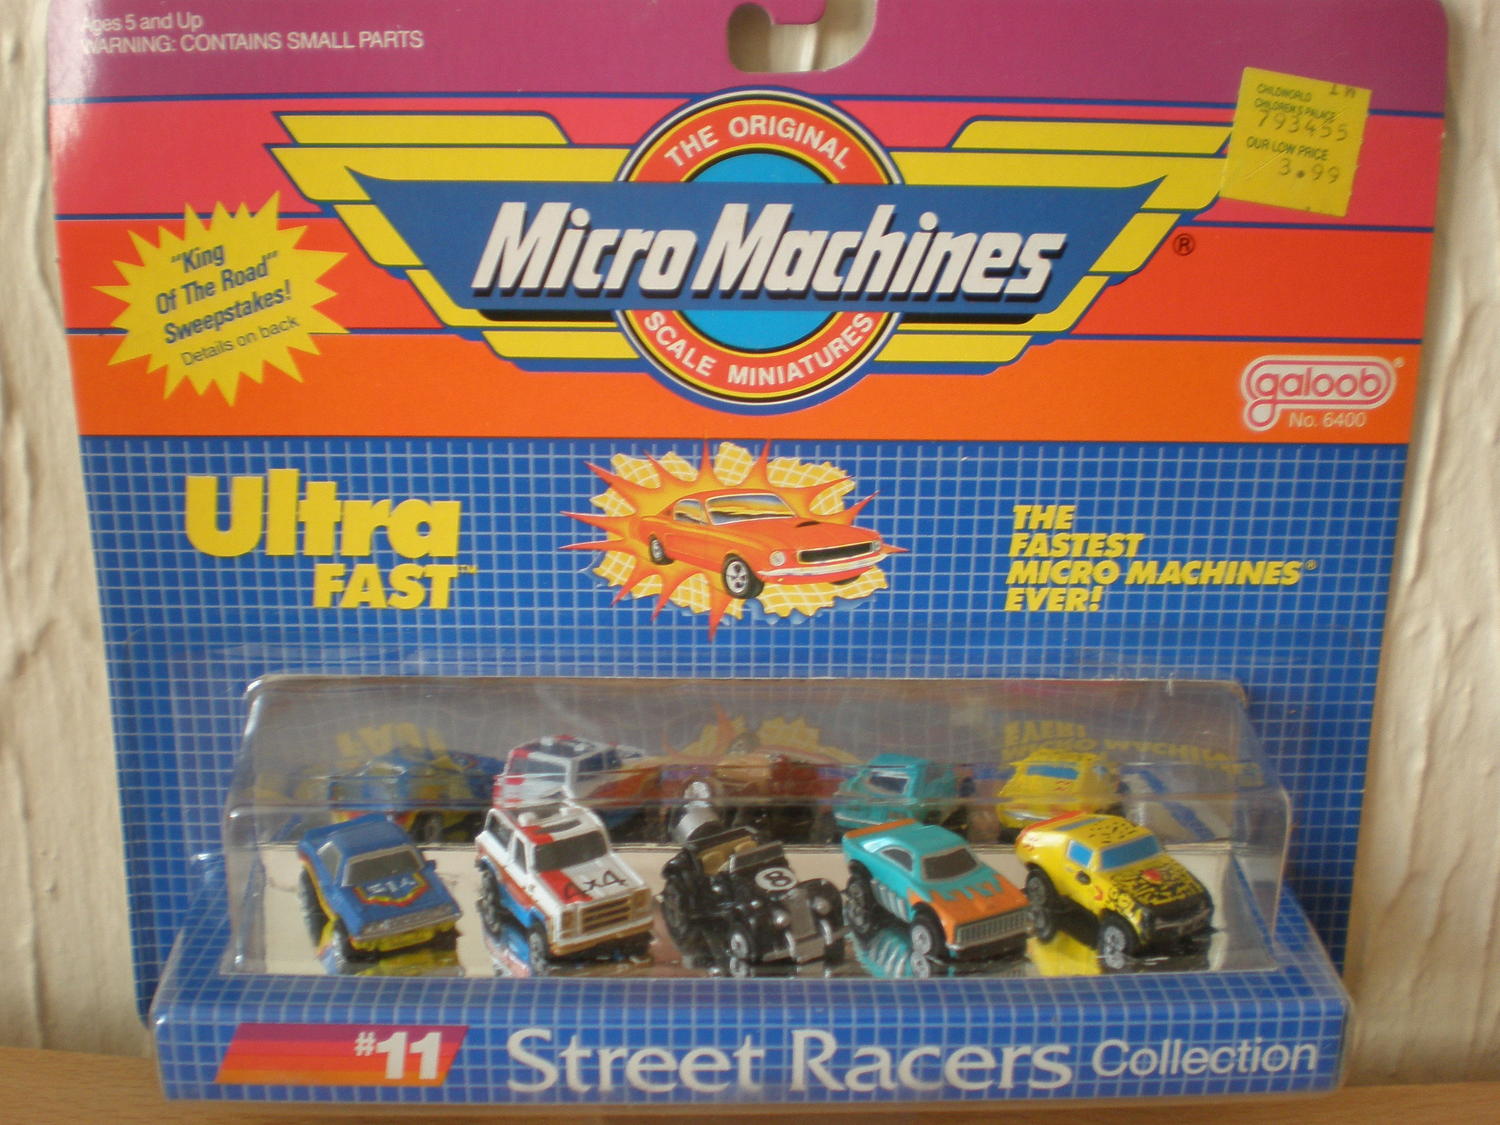 Ages 5 and Up
WARNING: CONTAINS SMALL PARTS
CHILDWORLD
CHILDREN'S PALACE
793455
OUR LOW PRICE
3.99
THE ORIGINAL
Micro Machines®
SCALE MINIATURES
"King
Of The Road"
Sweepstakes!
Details on back
galoob®
No. 6400
Ultra
FAST™
THE
FASTEST
MICRO MACHINES®
EVER!
4x4
8
#11 Street Racers Collection